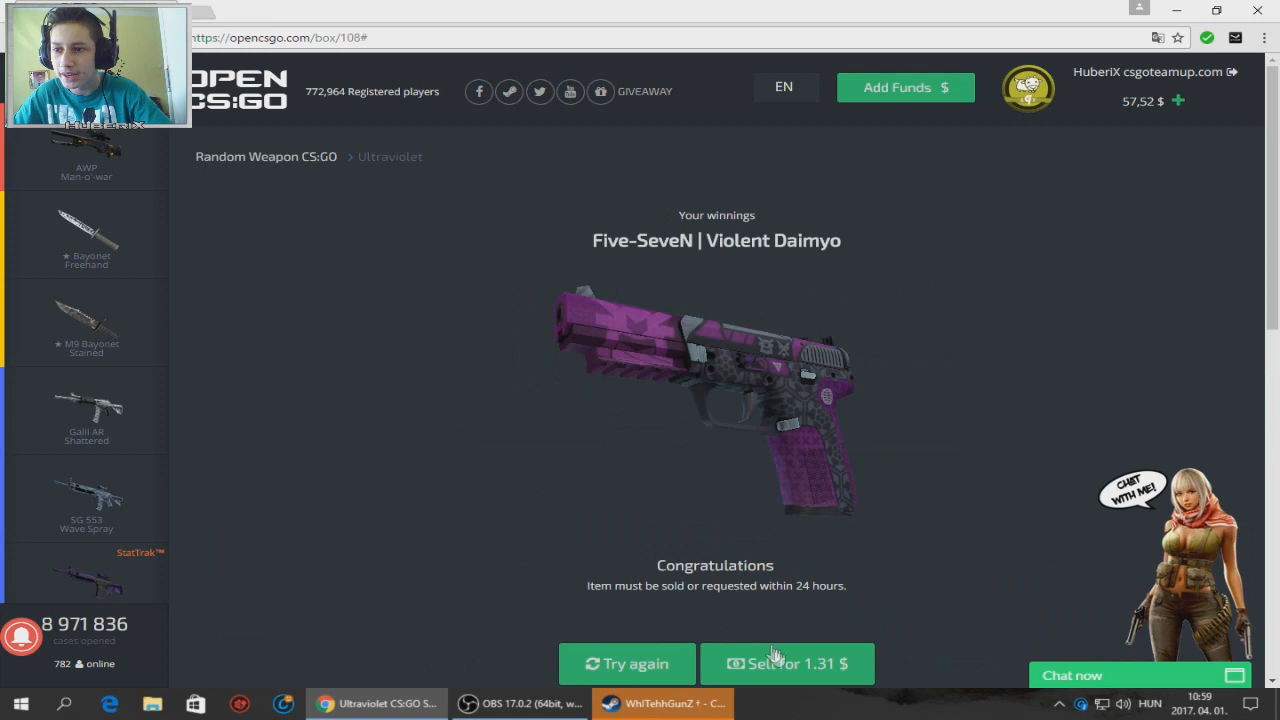 https://opencsgo.com/box/108#
OPEN
CS:GO
772,964 Registered players
GIVEAWAY
EN
Add Funds $
HuberiX csgoteamup.com
57,52 $
HuberiX
AWP
Man-o'-war
★ Bayonet
Freehand
★ M9 Bayonet
Stained
Galil AR
Shattered
SG 553
Wave Spray
StatTrak™
8 971 836
cases opened
782 online
Random Weapon CS:GO > Ultraviolet
Your winnings
Five-SeveN | Violent Daimyo
Congratulations
Item must be sold or requested within 24 hours.
Try again
Sell for 1.31 $
CHAT
WITH ME!
Chat now
Ultraviolet CS:GO S...
OBS 17.0.2 (64bit, w...
WhITehhGunZ † - C...
HUN
10:59
2017. 04. 01.